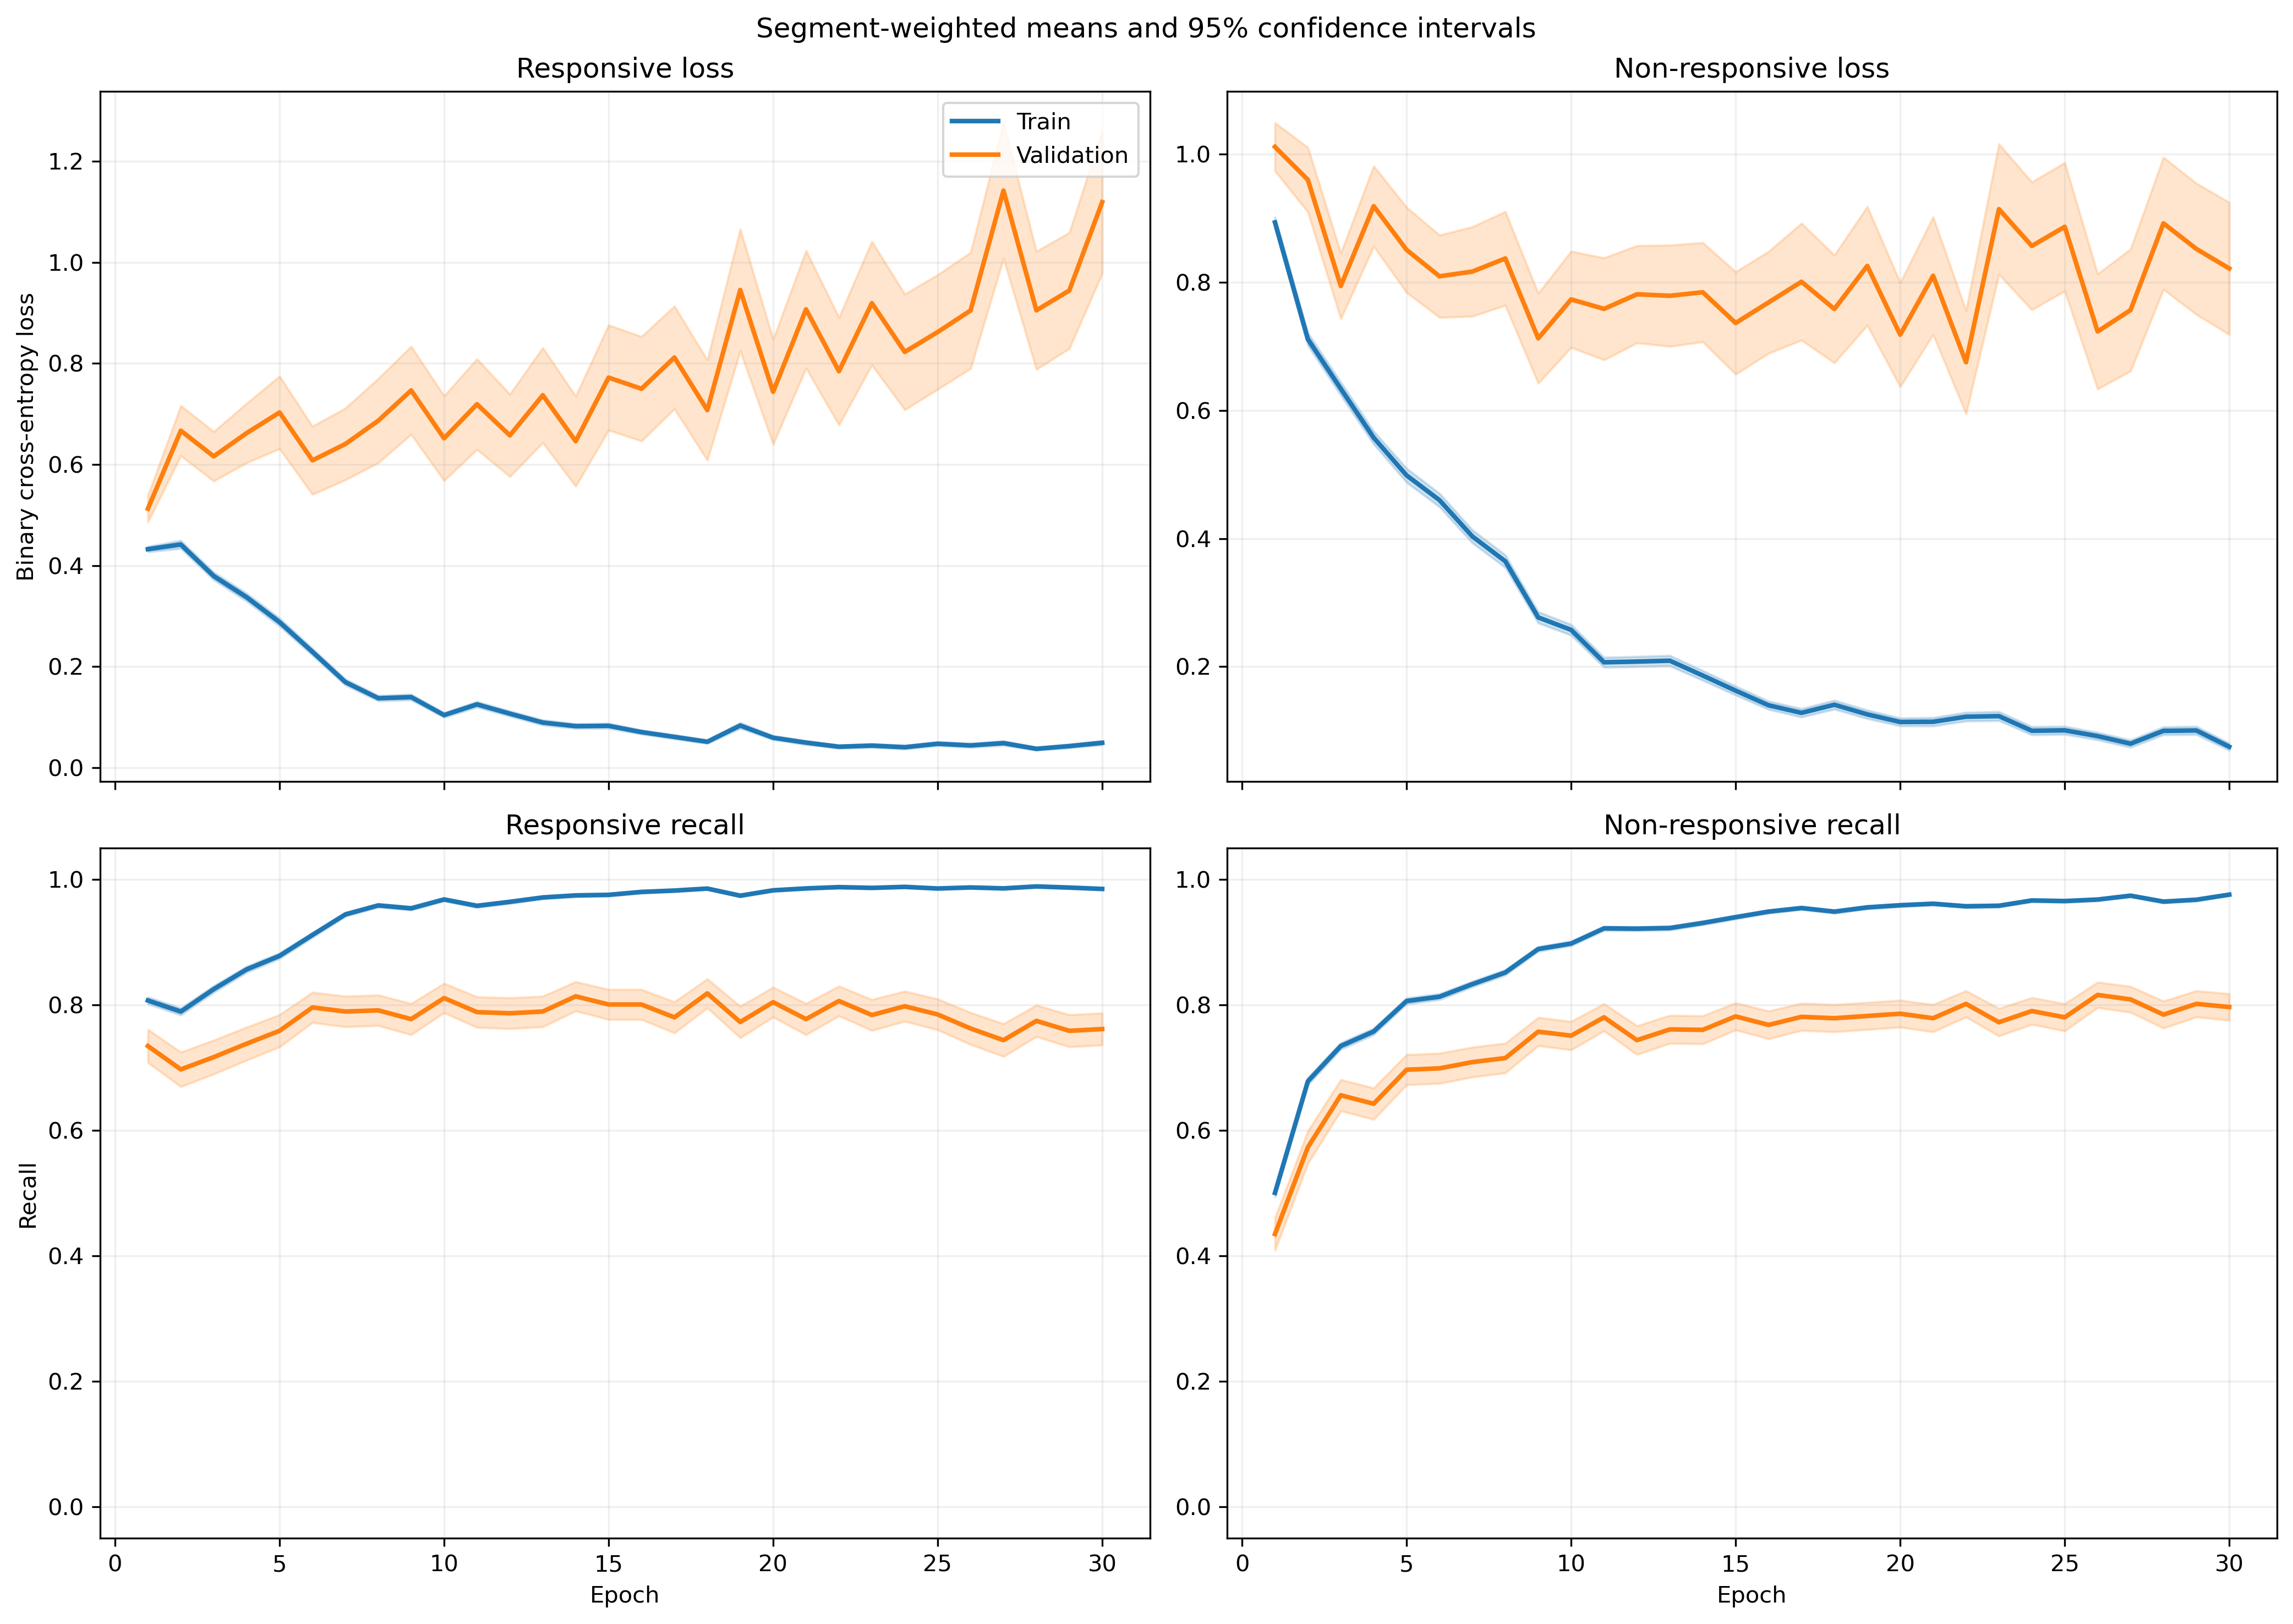 Segment-weighted means and 95% confidence intervals
Responsive loss
Non-responsive loss
Train
Validation
Binary cross-entropy loss
1.2
1.0
0.8
0.6
0.4
0.2
0.0
1.0
0.8
0.6
0.4
0.2
Responsive recall
Non-responsive recall
Recall
1.0
0.8
0.6
0.4
0.2
0.0
0 5 10 15 20 25 30
Epoch
1.0
0.8
0.6
0.4
0.2
0.0
0 5 10 15 20 25 30
Epoch